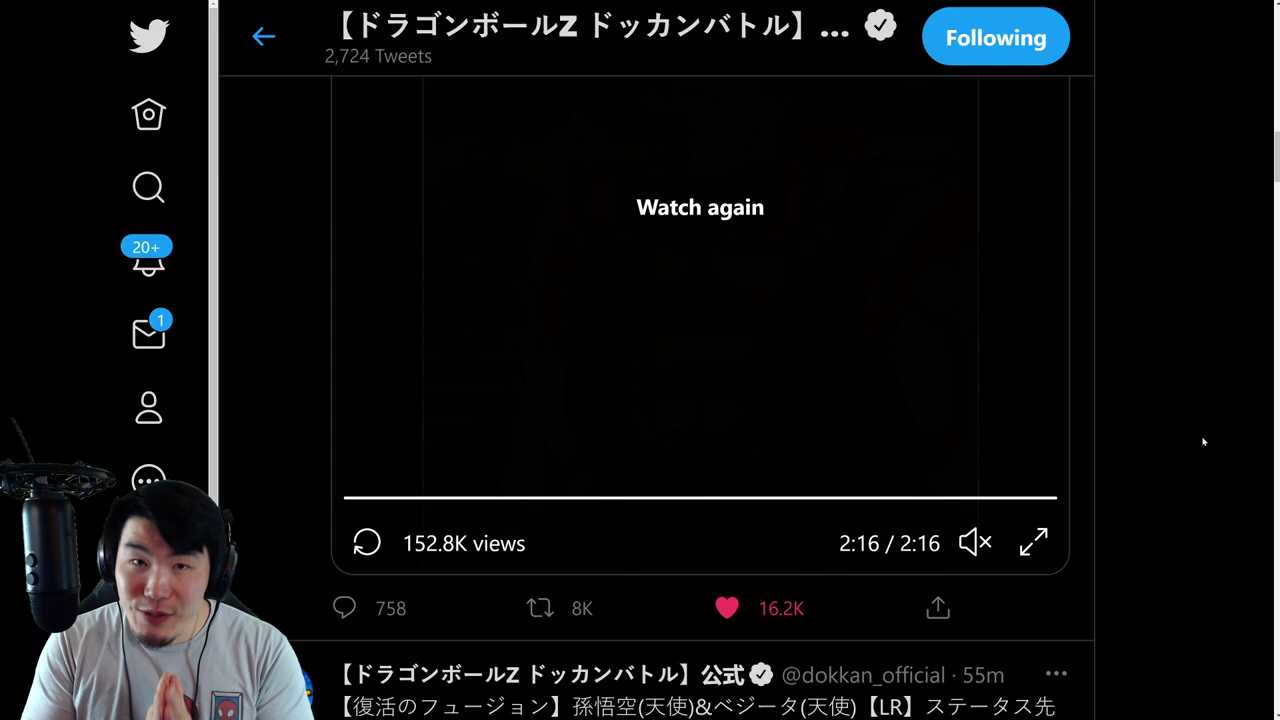 【ドラゴンボールZ ドッカンバトル】...
2,724 Tweets
Following
Watch again
20+
1
152.8K views
2:16 / 2:16
758
8K
16.2K
【ドラゴンボールZ ドッカンバトル】公式 @dokkan_official · 55m
【復活のフュージョン】孫悟空(天使)&ベジータ(天使)【LR】ステータス先